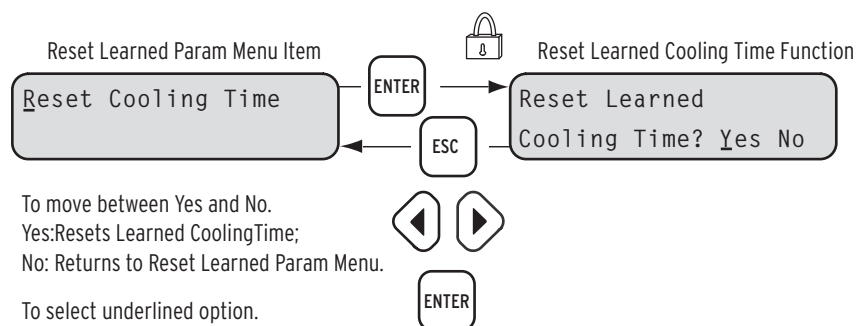 Reset Learned Param Menu Item
Reset Learned Cooling Time Function
Reset Cooling Time
ENTER
Reset Learned
Cooling Time? Yes No
ESC
To move between Yes and No.
Yes:Resets Learned CoolingTime;
No: Returns to Reset Learned Param Menu.
To select underlined option.
ENTER